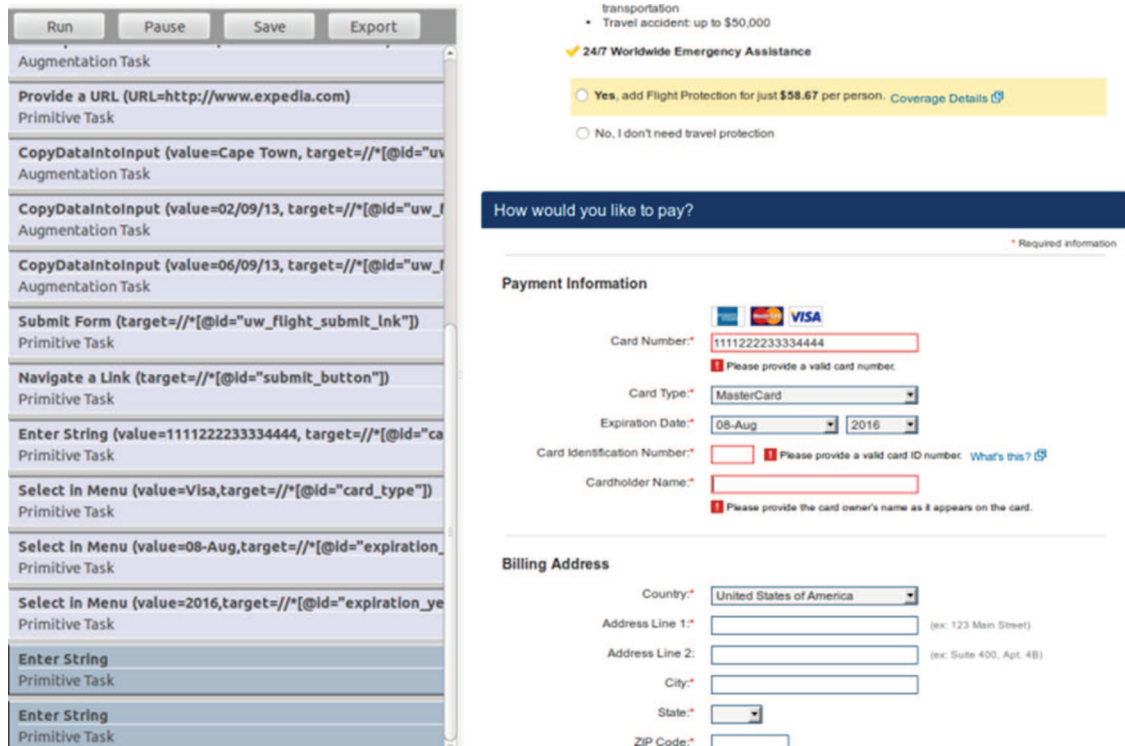 Run Pause Save Export
Augmentation Task
Provide a URL (URL=http://www.expedia.com)
Primitive Task
CopyDataIntoInput (value=Cape Town, target=//*[@id="uw
Augmentation Task
CopyDataIntoInput (value=02/09/13, target=//*[@id="uw_f
Augmentation Task
CopyDataIntoInput (value=06/09/13, target=//*[@id="uw_f
Augmentation Task
Submit Form (target=//*[@id="uw_flight_submit_lnk"])
Primitive Task
Navigate a Link (target=//*[@id="submit_button"])
Primitive Task
Enter String (value=1111222233334444, target=//*[@id="ca
Primitive Task
Select in Menu (value=Visa,target=//*[@id="card_type"])
Primitive Task
Select in Menu (value=08-Aug,target=//*[@id="expiration_
Primitive Task
Select in Menu (value=2016,target=//*[@id="expiration_ye
Primitive Task
Enter String
Primitive Task
Enter String
Primitive Task
transportation
• Travel accident: up to $50,000
24/7 Worldwide Emergency Assistance
Yes, add Flight Protection for just $58.67 per person. Coverage Details
No, I don't need travel protection
How would you like to pay?
* Required information
Payment Information
MasterCard VISA
Card Number:* 1111222233334444
! Please provide a valid card number.
Card Type:* MasterCard
Expiration Date:* 08-Aug 2016
Card Identification Number:* ! Please provide a valid card ID number. What's this?
Cardholder Name:*
! Please provide the card owner's name as it appears on the card.
Billing Address
Country:* United States of America
Address Line 1:* (ex: 123 Main Street)
Address Line 2: (ex: Suite 400, Apt. 4B)
City:*
State:*
ZIP Code:*